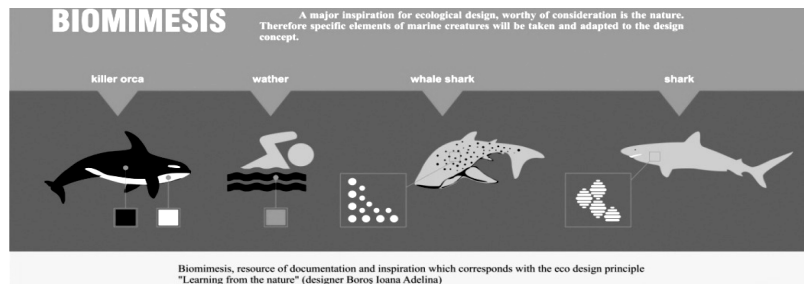 BIOMIMESIS
A major inspiration for ecological design, worthy of consideration is the nature.
Therefore specific elements of marine creatures will be taken and adapted to the design
concept.
killer orca wather whale shark shark
Biomimesis, resource of documentation and inspiration which corresponds with the eco design principle
"Learning from the nature" (designer Boroș Ioana Adelina)